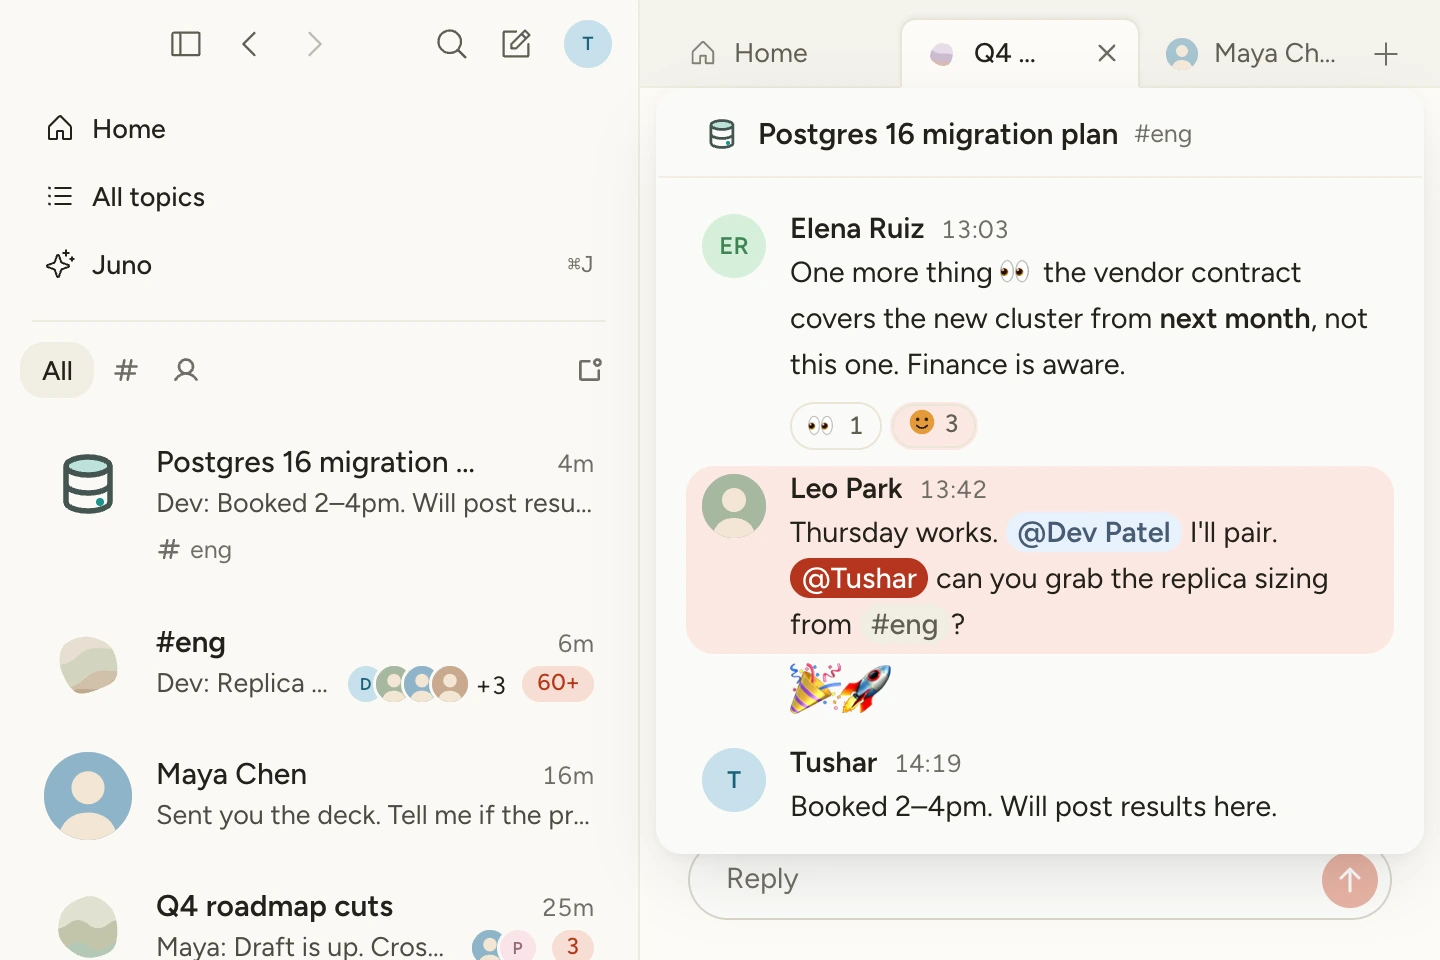 T
Home
All topics
Juno ⌘J
All
Postgres 16 migration ... 4m
Dev: Booked 2–4pm. Will post resu...
# eng
#eng 6m
Dev: Replica ... D +3 60+
Maya Chen 16m
Sent you the deck. Tell me if the pr...
Q4 roadmap cuts 25m
Maya: Draft is up. Cros... P 3
Home Q4 ... Maya Ch...
Postgres 16 migration plan #eng
ER
Elena Ruiz 13:03
One more thing 👀 the vendor contract
covers the new cluster from next month, not
this one. Finance is aware.
👀 1 🙂 3
Leo Park 13:42
Thursday works. @Dev Patel I'll pair.
@Tushar can you grab the replica sizing
from #eng ?
🎉🚀
T
Tushar 14:19
Booked 2–4pm. Will post results here.
Reply